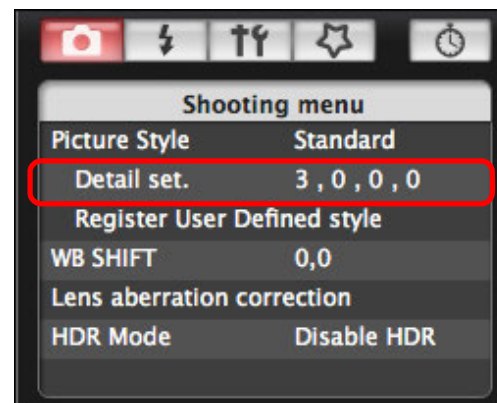 Shooting menu
Picture Style Standard
Detail set. 3 , 0 , 0 , 0
Register User Defined style
WB SHIFT 0,0
Lens aberration correction
HDR Mode Disable HDR